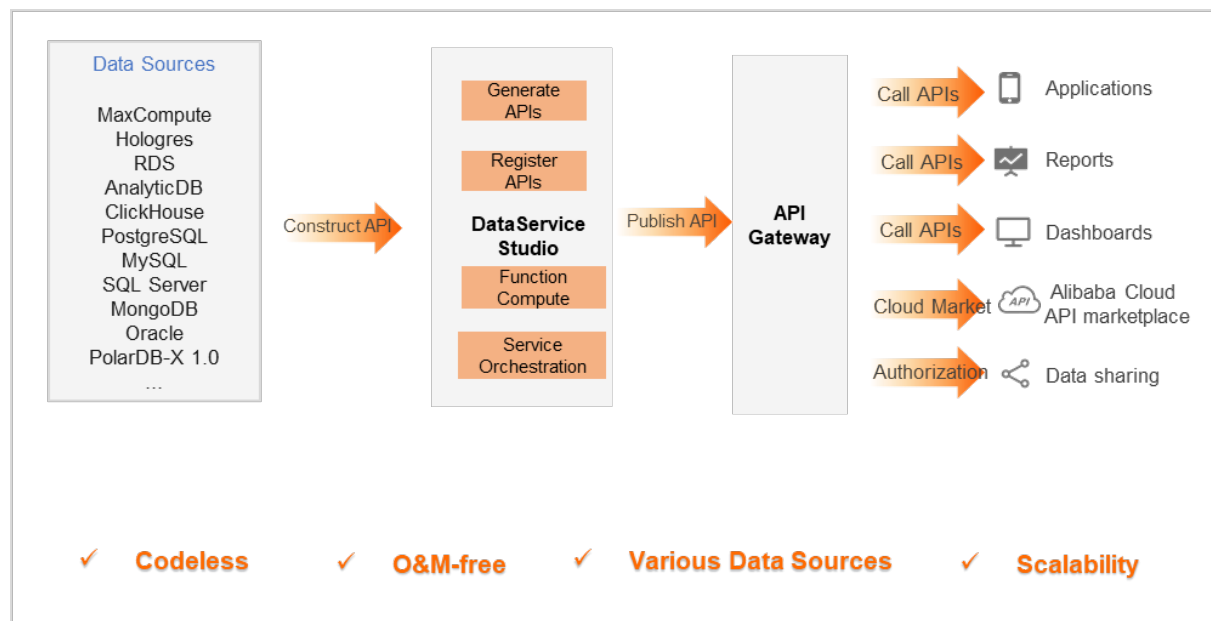 Data Sources
MaxCompute
Hologres
RDS
AnalyticDB
ClickHouse
PostgreSQL
MySQL
SQL Server
MongoDB
Oracle
PolarDB-X 1.0
...
Construct API
Generate
APIs
Register
APIs
DataService
Studio
Function
Compute
Service
Orchestration
Publish API
API
Gateway
Call APIs
Applications
Call APIs
Reports
Call APIs
Dashboards
Cloud Market
API
Alibaba Cloud
API marketplace
Authorization
Data sharing
✓ Codeless
✓ O&M-free
✓ Various Data Sources
✓ Scalability